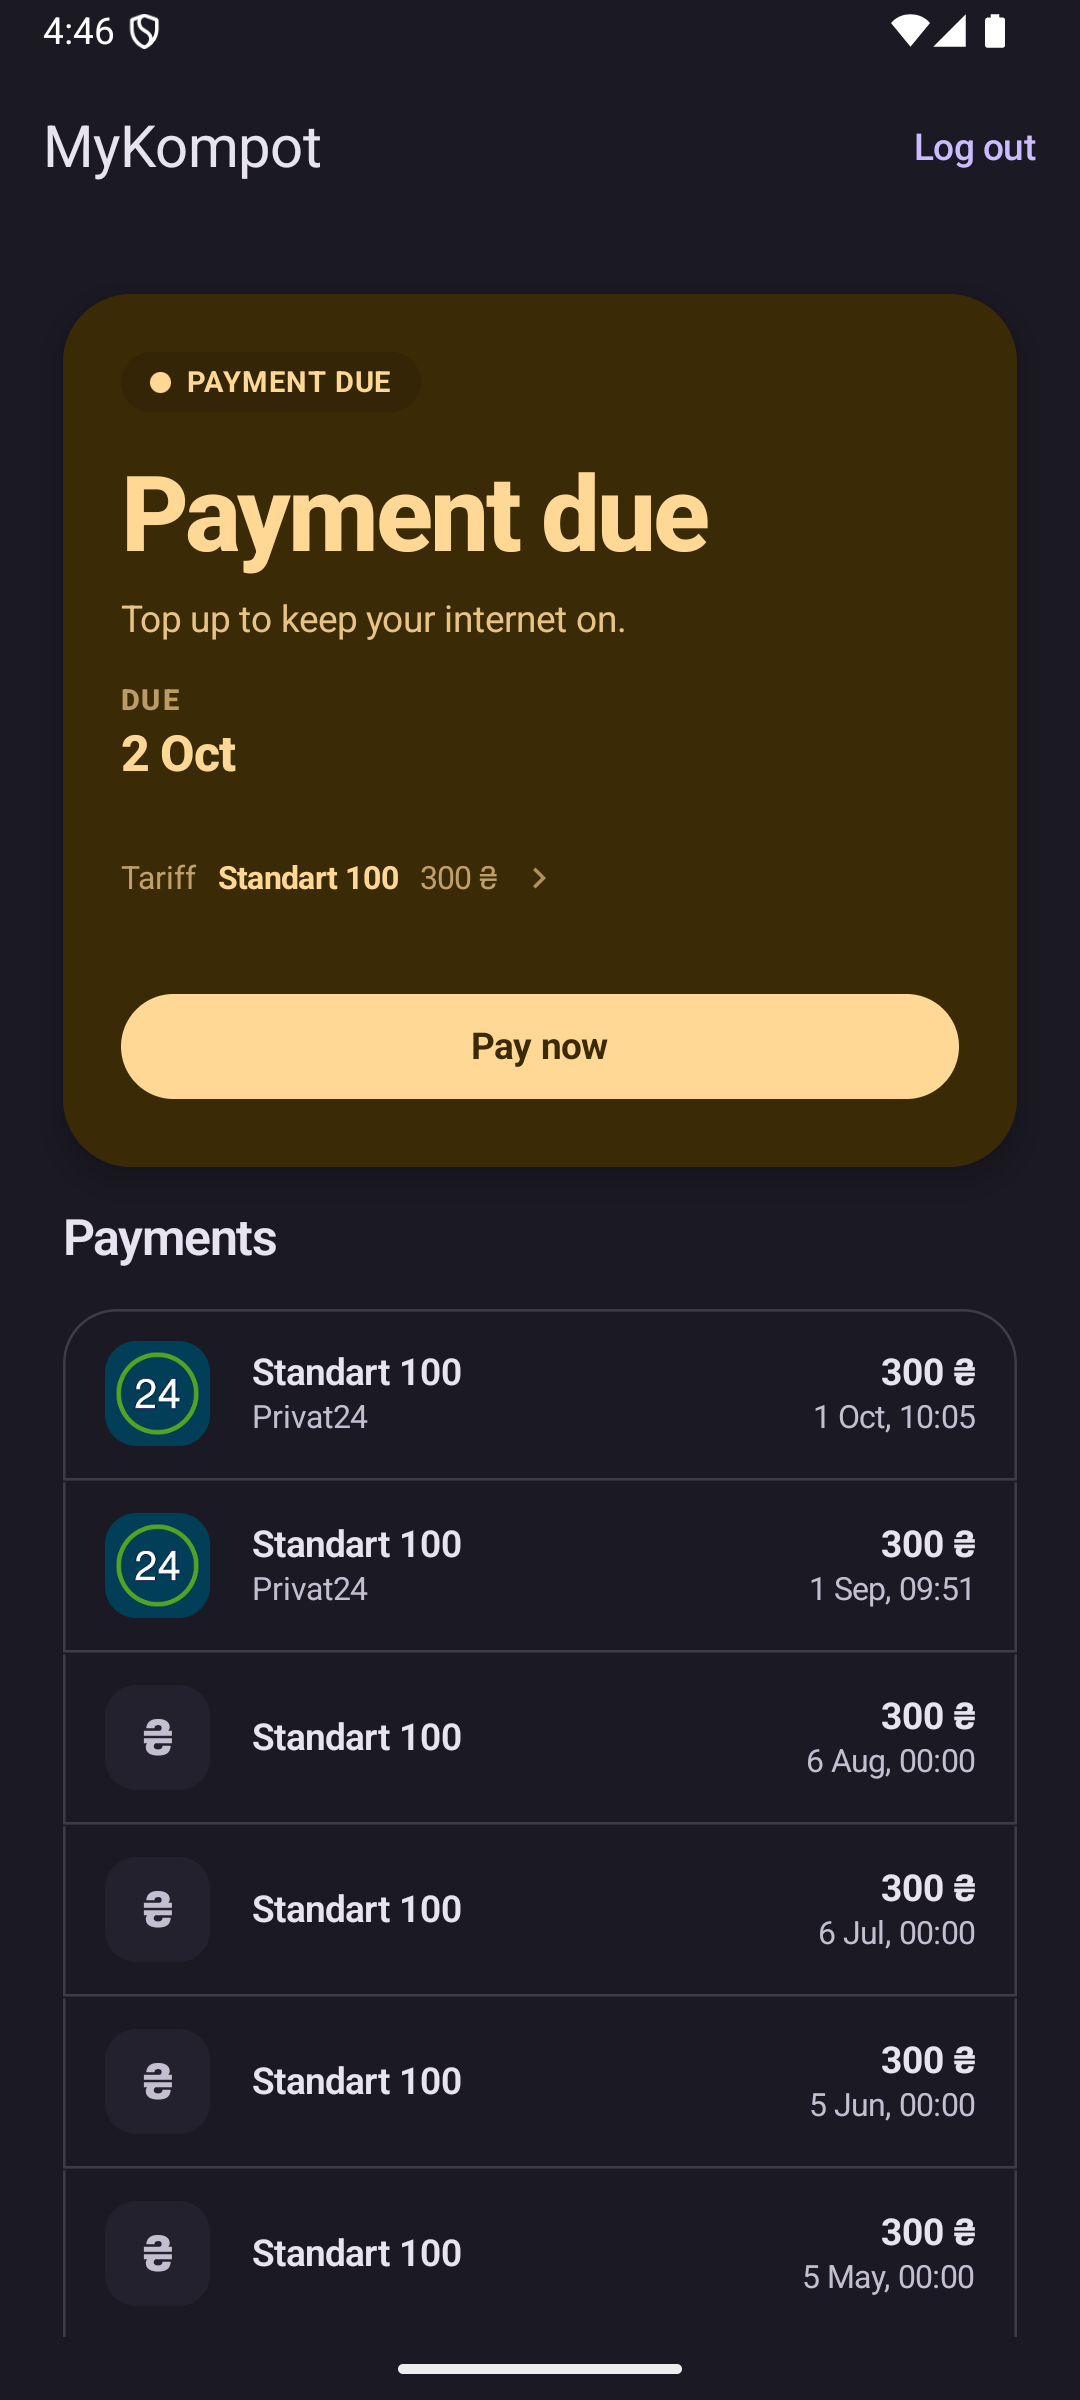 4:46
MyKompot
Log out
PAYMENT DUE
Payment due
Top up to keep your internet on.
DUE
2 Oct
Tariff Standart 100 300 ₴
Pay now
Payments
24
Standart 100
Privat24
300 ₴
1 Oct, 10:05
24
Standart 100
Privat24
300 ₴
1 Sep, 09:51
₴
Standart 100
300 ₴
6 Aug, 00:00
₴
Standart 100
300 ₴
6 Jul, 00:00
₴
Standart 100
300 ₴
5 Jun, 00:00
₴
Standart 100
300 ₴
5 May, 00:00